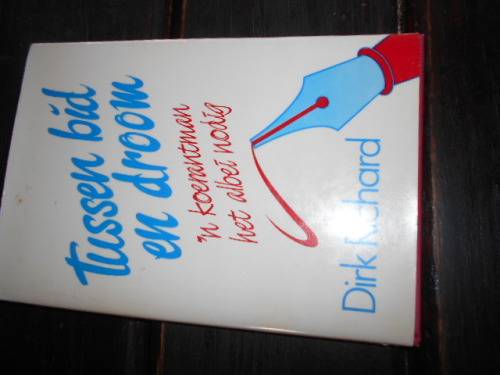 Tussen bid
en droom
'n koerantman
het albei nodig
Dirk Richard